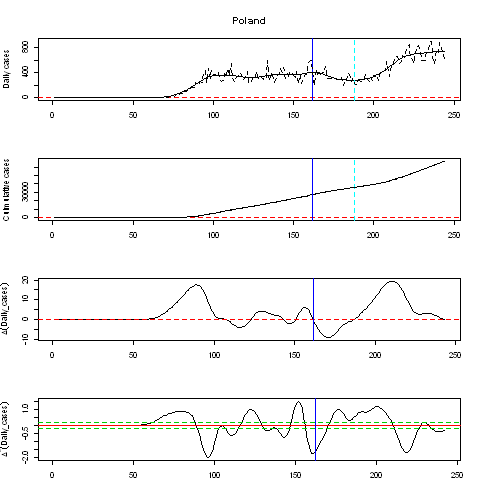 Poland
Daily cases
0 400 800
0 50 100 150 200 250
Cumulative cases
0 30000
0 50 100 150 200 250
Δ(Daily_cases)
-10 0 10 20
0 50 100 150 200 250
Δ²(Daily_cases)
-2.0 -0.5 1.0
0 50 100 150 200 250